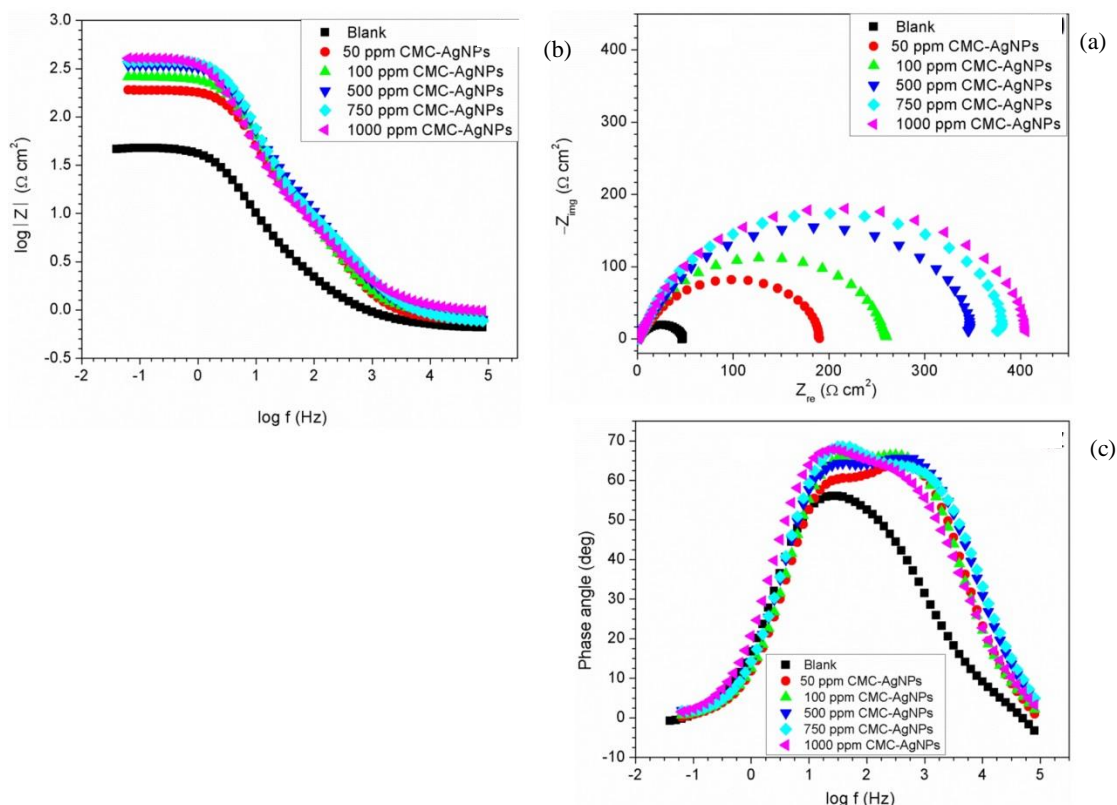 3.0
2.5
2.0
1.5
1.0
0.5
0.0
-0.5
-2 -1 0 1 2 3 4 5
log |Z| (Ω cm²)
log f (Hz)
Blank
50 ppm CMC-AgNPs
100 ppm CMC-AgNPs
500 ppm CMC-AgNPs
750 ppm CMC-AgNPs
1000 ppm CMC-AgNPs
(b)
400
300
200
100
0
0 100 200 300 400
−Zimg (Ω cm²)
Zre (Ω cm²)
Blank
50 ppm CMC-AgNPs
100 ppm CMC-AgNPs
500 ppm CMC-AgNPs
750 ppm CMC-AgNPs
1000 ppm CMC-AgNPs
(a)
70
60
50
40
30
20
10
0
-10
-2 -1 0 1 2 3 4 5
Phase angle (deg)
log f (Hz)
Blank
50 ppm CMC-AgNPs
100 ppm CMC-AgNPs
500 ppm CMC-AgNPs
750 ppm CMC-AgNPs
1000 ppm CMC-AgNPs
(c)